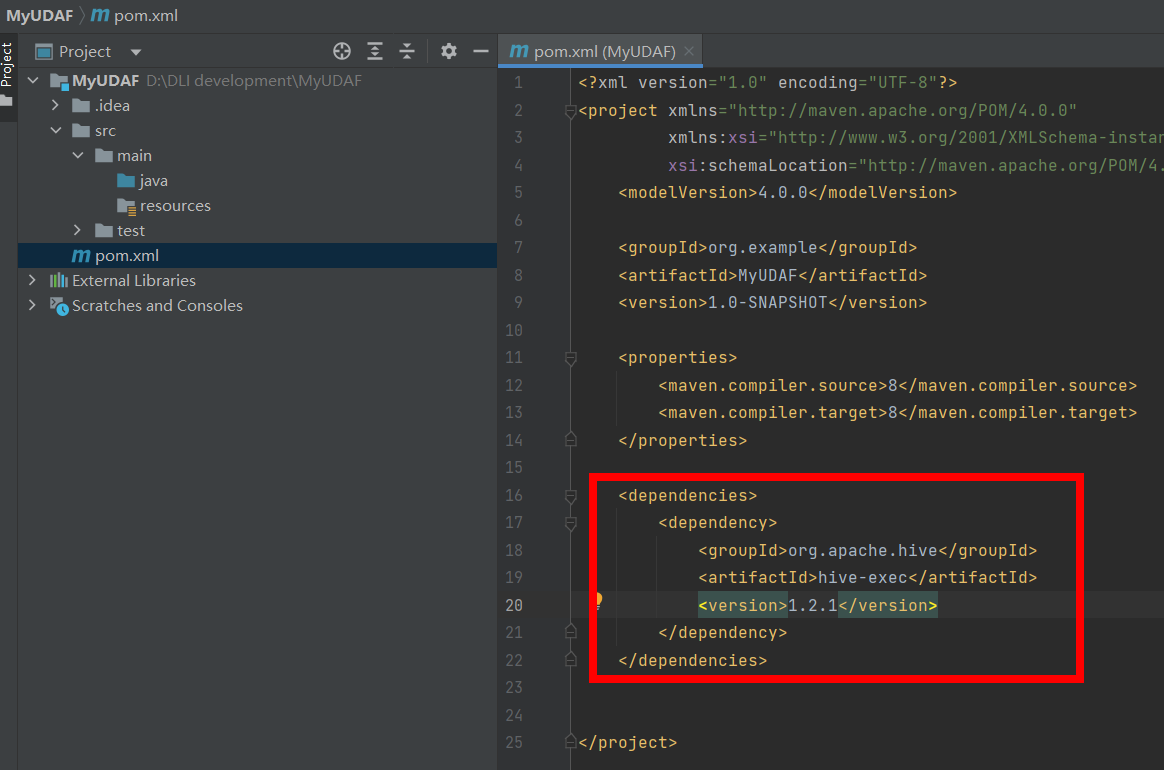 MyUDAF pom.xml
Project
Project
MyUDAF D:\DLI development\MyUDAF
.idea
src
main
java
resources
test
pom.xml
External Libraries
Scratches and Consoles
pom.xml (MyUDAF)
1 <?xml version="1.0" encoding="UTF-8"?>
2 <project xmlns="http://maven.apache.org/POM/4.0.0"
3 xmlns:xsi="http://www.w3.org/2001/XMLSchema-instan
4 xsi:schemaLocation="http://maven.apache.org/POM/4.
5 <modelVersion>4.0.0</modelVersion>
6
7 <groupId>org.example</groupId>
8 <artifactId>MyUDAF</artifactId>
9 <version>1.0-SNAPSHOT</version>
10
11 <properties>
12 <maven.compiler.source>8</maven.compiler.source>
13 <maven.compiler.target>8</maven.compiler.target>
14 </properties>
15
16 <dependencies>
17 <dependency>
18 <groupId>org.apache.hive</groupId>
19 <artifactId>hive-exec</artifactId>
20 <version>1.2.1</version>
21 </dependency>
22 </dependencies>
23
24
25 </project>